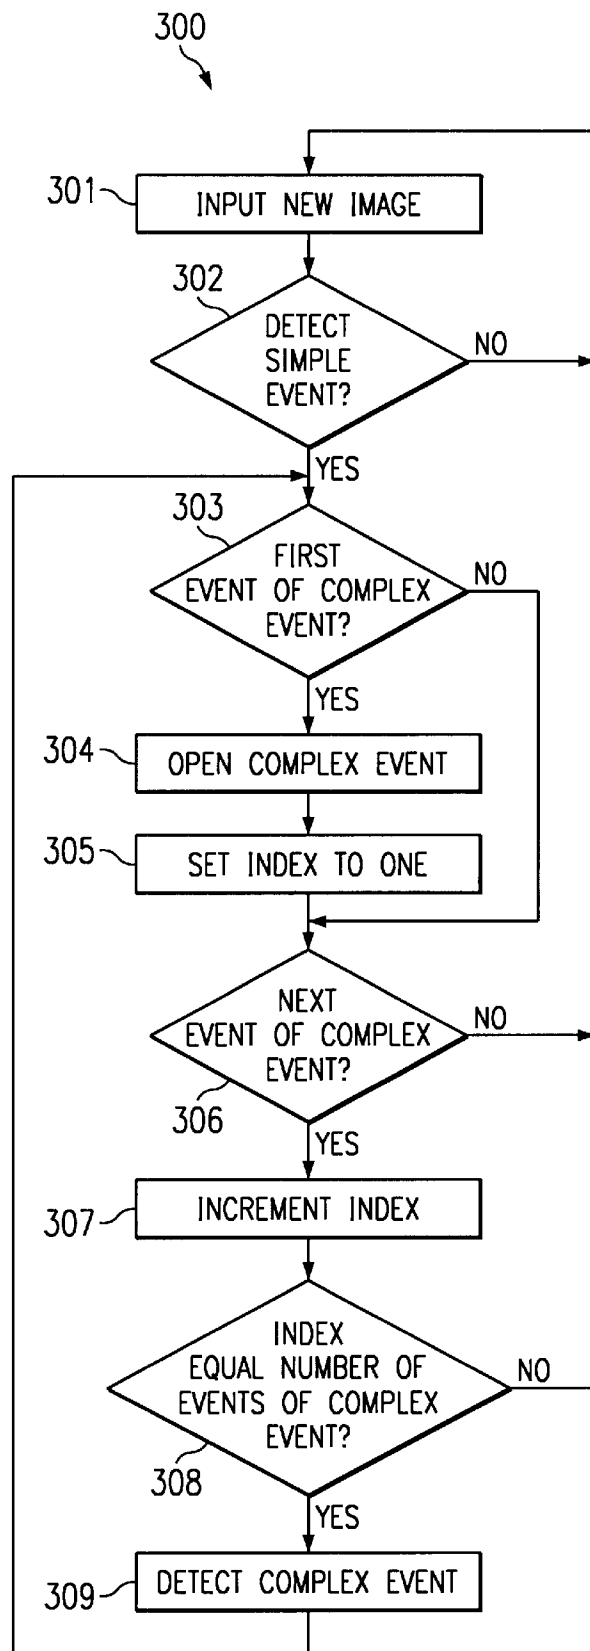 300
301
INPUT NEW IMAGE
302
DETECT
SIMPLE
EVENT?
NO
YES
303
FIRST
EVENT OF COMPLEX
EVENT?
NO
YES
304
OPEN COMPLEX EVENT
305
SET INDEX TO ONE
NEXT
EVENT OF COMPLEX
EVENT?
NO
306
YES
307
INCREMENT INDEX
INDEX
EQUAL NUMBER OF
EVENTS OF COMPLEX
EVENT?
NO
308
YES
309
DETECT COMPLEX EVENT